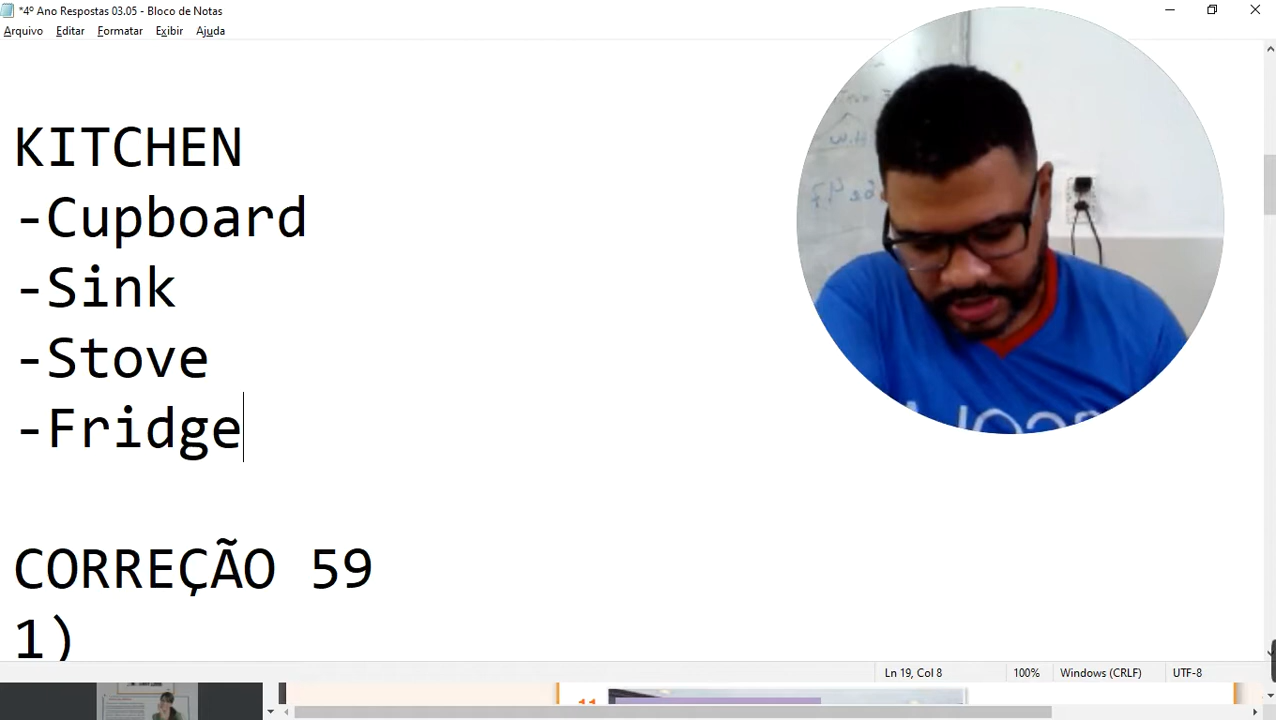 *4º Ano Respostas 03.05 - Bloco de Notas
Arquivo Editar Formatar Exibir Ajuda
KITCHEN
-Cupboard
-Sink
-Stove
-Fridge
CORREÇÃO 59
1)
Ln 19, Col 8 100% Windows (CRLF) UTF-8